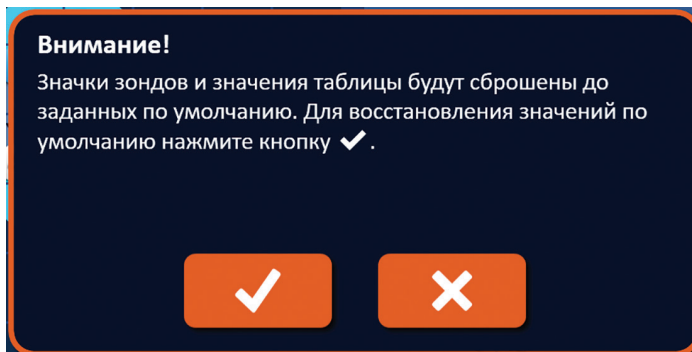 Внимание!
Значки зондов и значения таблицы будут сброшены до
заданных по умолчанию. Для восстановления значений по
умолчанию нажмите кнопку ✔.